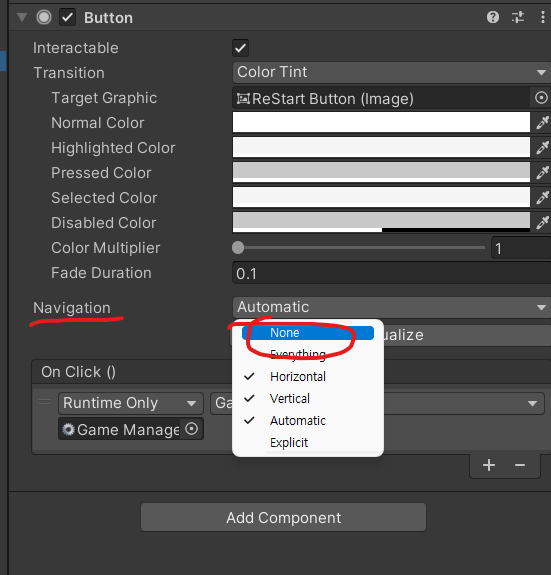 Button
Interactable
Transition Color Tint
Target Graphic ReStart Button (Image)
Normal Color
Highlighted Color
Pressed Color
Selected Color
Disabled Color
Color Multiplier 1
Fade Duration 0.1
Navigation Automatic
None
ualize
Everything
On Click ()
Horizontal
Runtime Only Ga
Vertical
Automatic
Game Manage
Explicit
+ −
Add Component